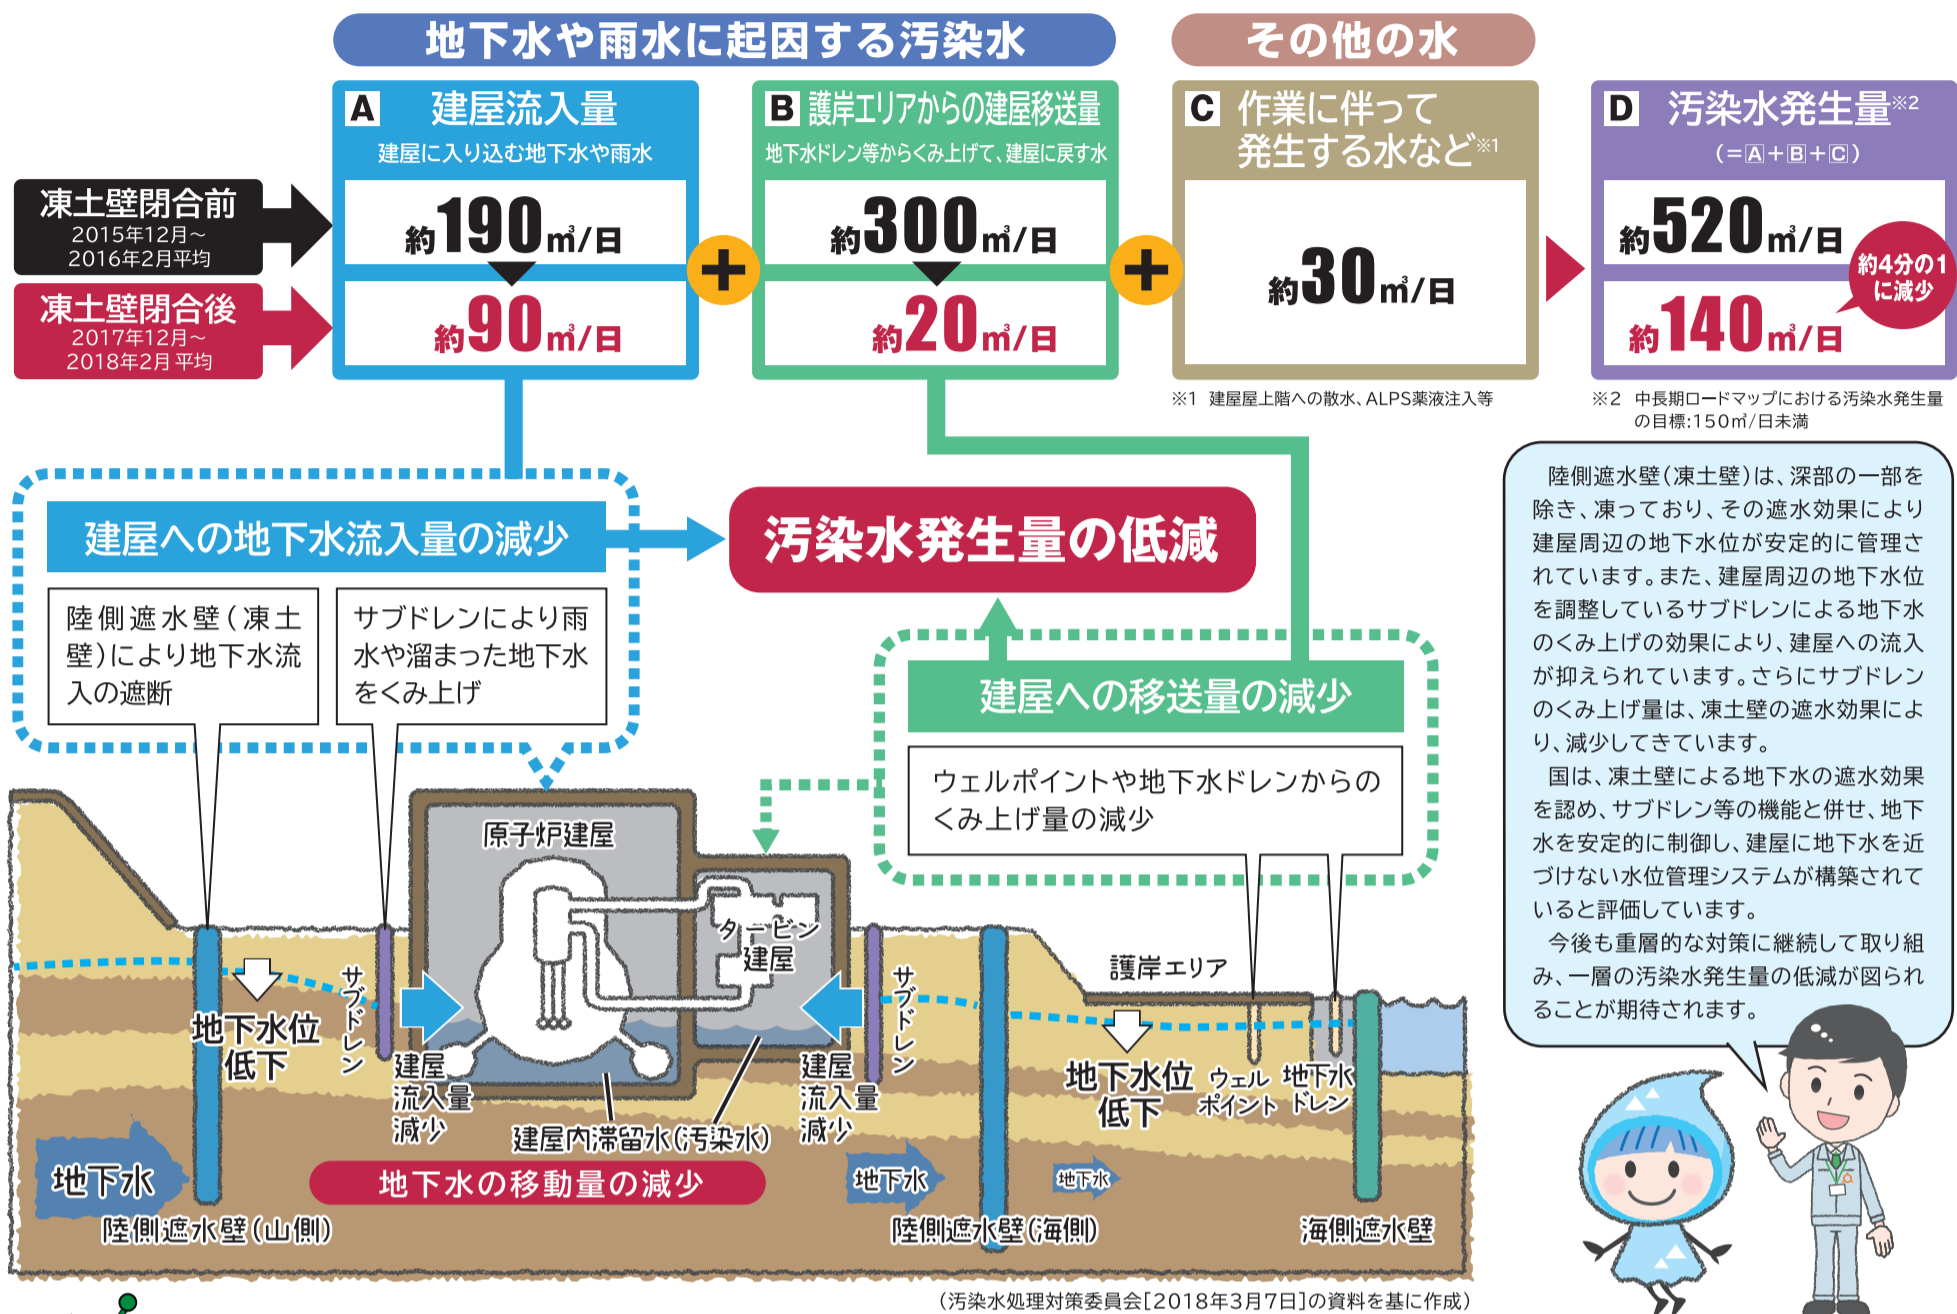 地下水や雨水に起因する汚染水
その他の水
A 建屋流入量
建屋に入り込む地下水や雨水
B 護岸エリアからの建屋移送量
地下水ドレン等からくみ上げて、建屋に戻す水
C 作業に伴って
発生する水など※1
D 汚染水発生量※2
(=A+B+C)
凍土壁閉合前
2015年12月～
2016年2月平均
約190㎥/日
約300㎥/日
約30㎥/日
約520㎥/日
凍土壁閉合後
2017年12月～
2018年2月平均
約90㎥/日
+
約20㎥/日
+
約140㎥/日
約4分の1
に減少
※1 建屋屋上階への散水、ALPS薬液注入等
※2 中長期ロードマップにおける汚染水発生量
の目標:150㎥/日未満
建屋への地下水流入量の減少
汚染水発生量の低減
陸側遮水壁(凍土
壁)により地下水流
入の遮断
サブドレンにより雨
水や溜まった地下水
をくみ上げ
建屋への移送量の減少
ウェルポイントや地下水ドレンからの
くみ上げ量の減少
陸側遮水壁(凍土壁)は、深部の一部を
除き、凍っており、その遮水効果により
建屋周辺の地下水位が安定的に管理さ
れています。また、建屋周辺の地下水位
を調整しているサブドレンによる地下水
のくみ上げの効果により、建屋への流入
が抑えられています。さらにサブドレン
のくみ上げ量は、凍土壁の遮水効果によ
り、減少してきています。
国は、凍土壁による地下水の遮水効果
を認め、サブドレン等の機能と併せ、地下
水を安定的に制御し、建屋に地下水を近
づけない水位管理システムが構築されて
いると評価しています。
今後も重層的な対策に継続して取り組
み、一層の汚染水発生量の低減が図られ
ることが期待されます。
原子炉建屋
タービン
建屋
護岸エリア
サブドレン
サブドレン
地下水位
低下
建屋
流入量
減少
建屋
流入量
減少
地下水位
低下
ウェル
ポイント
地下水
ドレン
建屋内滞留水(汚染水)
地下水
地下水の移動量の減少
地下水
地下水
陸側遮水壁(山側)
陸側遮水壁(海側)
海側遮水壁
(汚染水処理対策委員会[2018年3月7日]の資料を基に作成)